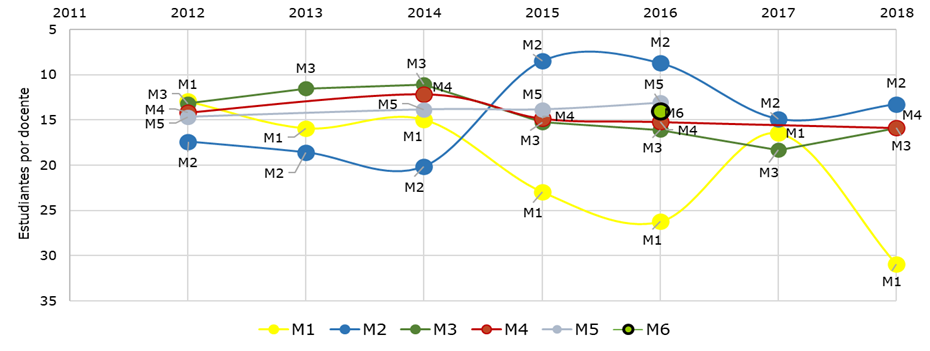 2011 2012 2013 2014 2015 2016 2017 2018
5
10
15
20
25
30
35
Estudiantes por docente
M1 M3 M4 M5 M2
M3 M1 M2
M3 M4 M5 M1 M2
M2 M5 M4 M3 M1
M2 M5 M6 M4 M3 M1
M2 M1 M3
M2 M4 M3 M1
M1 M2 M3 M4 M5 M6